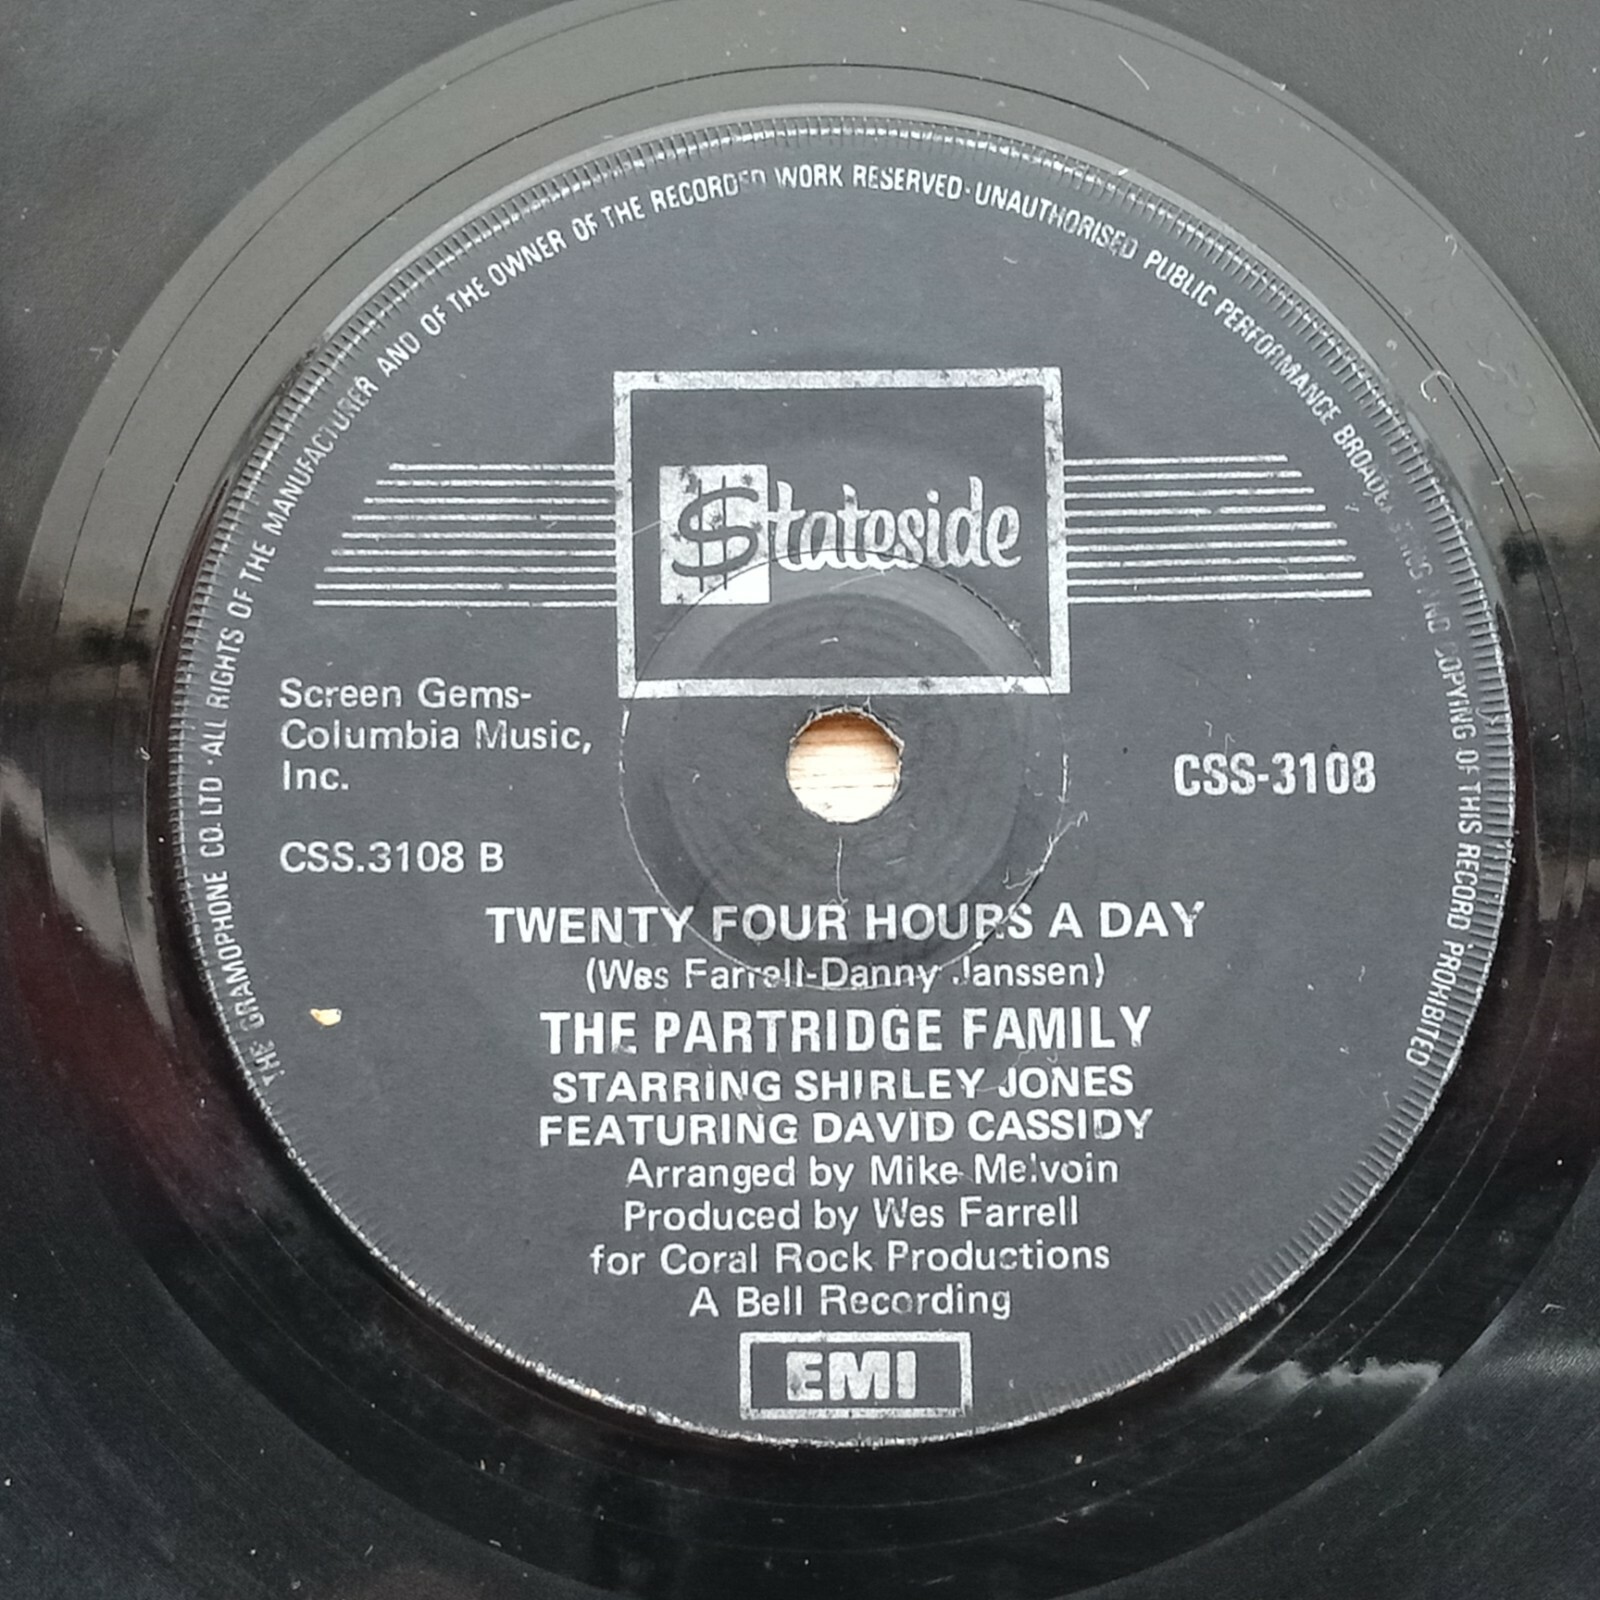 THE GRAMOPHONE CO. LTD · ALL RIGHTS OF THE MANUFACTURER AND OF THE OWNER OF THE RECORDED WORK RESERVED · UNAUTHORISED PUBLIC PERFORMANCE BROADCASTING AND COPYING OF THIS RECORD PROHIBITED
$tateside
Screen Gems-
Columbia Music,
Inc.
CSS-3108
CSS.3108 B
TWENTY FOUR HOURS A DAY
(Wes Farrell-Danny Janssen)
THE PARTRIDGE FAMILY
STARRING SHIRLEY JONES
FEATURING DAVID CASSIDY
Arranged by Mike Melvoin
Produced by Wes Farrell
for Coral Rock Productions
A Bell Recording
EMI